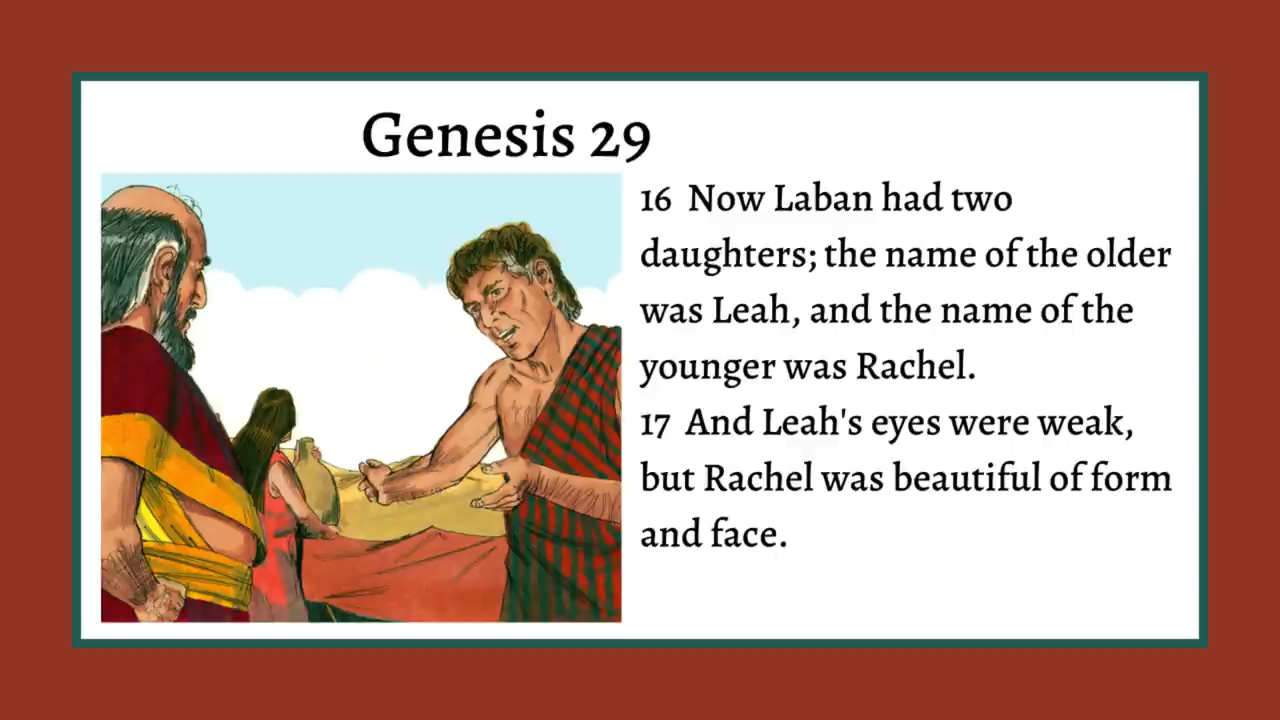 Genesis 29
16 Now Laban had two
daughters; the name of the older
was Leah, and the name of the
younger was Rachel.
17 And Leah's eyes were weak,
but Rachel was beautiful of form
and face.